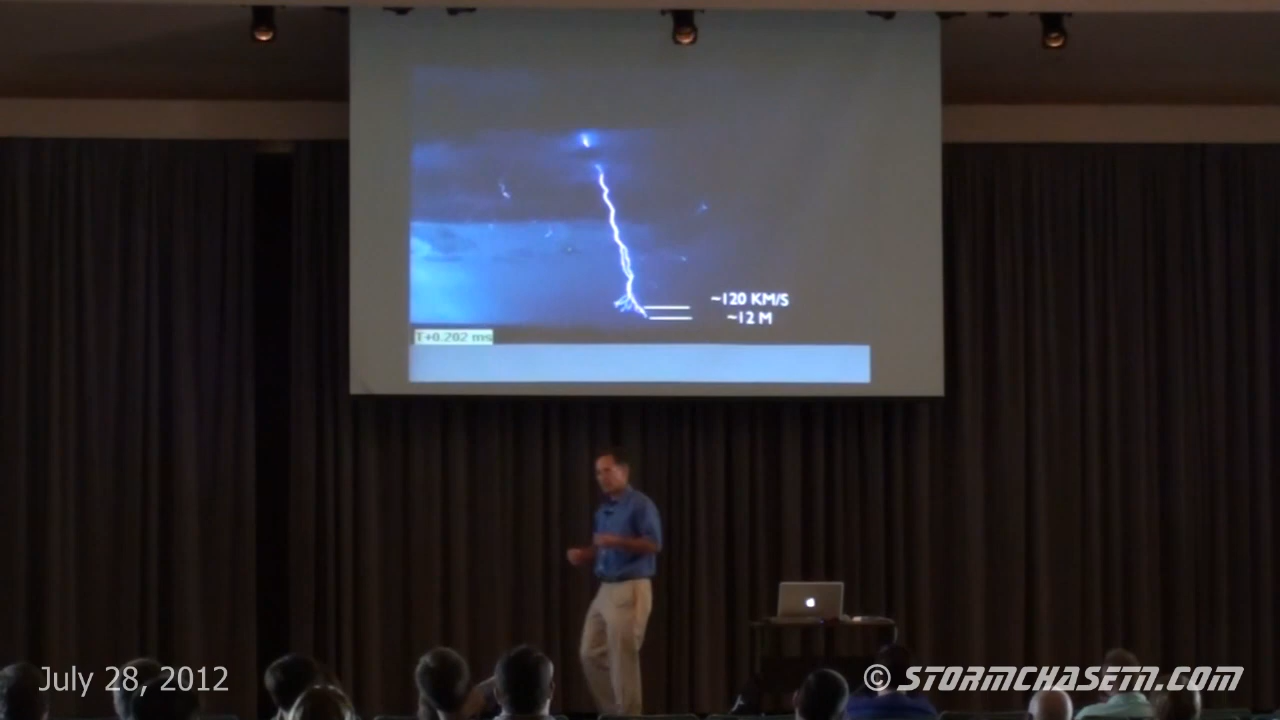 ~120 KM/S
~12 M
T+0.202 ms
July 28, 2012
© STORMCHASETN.COM